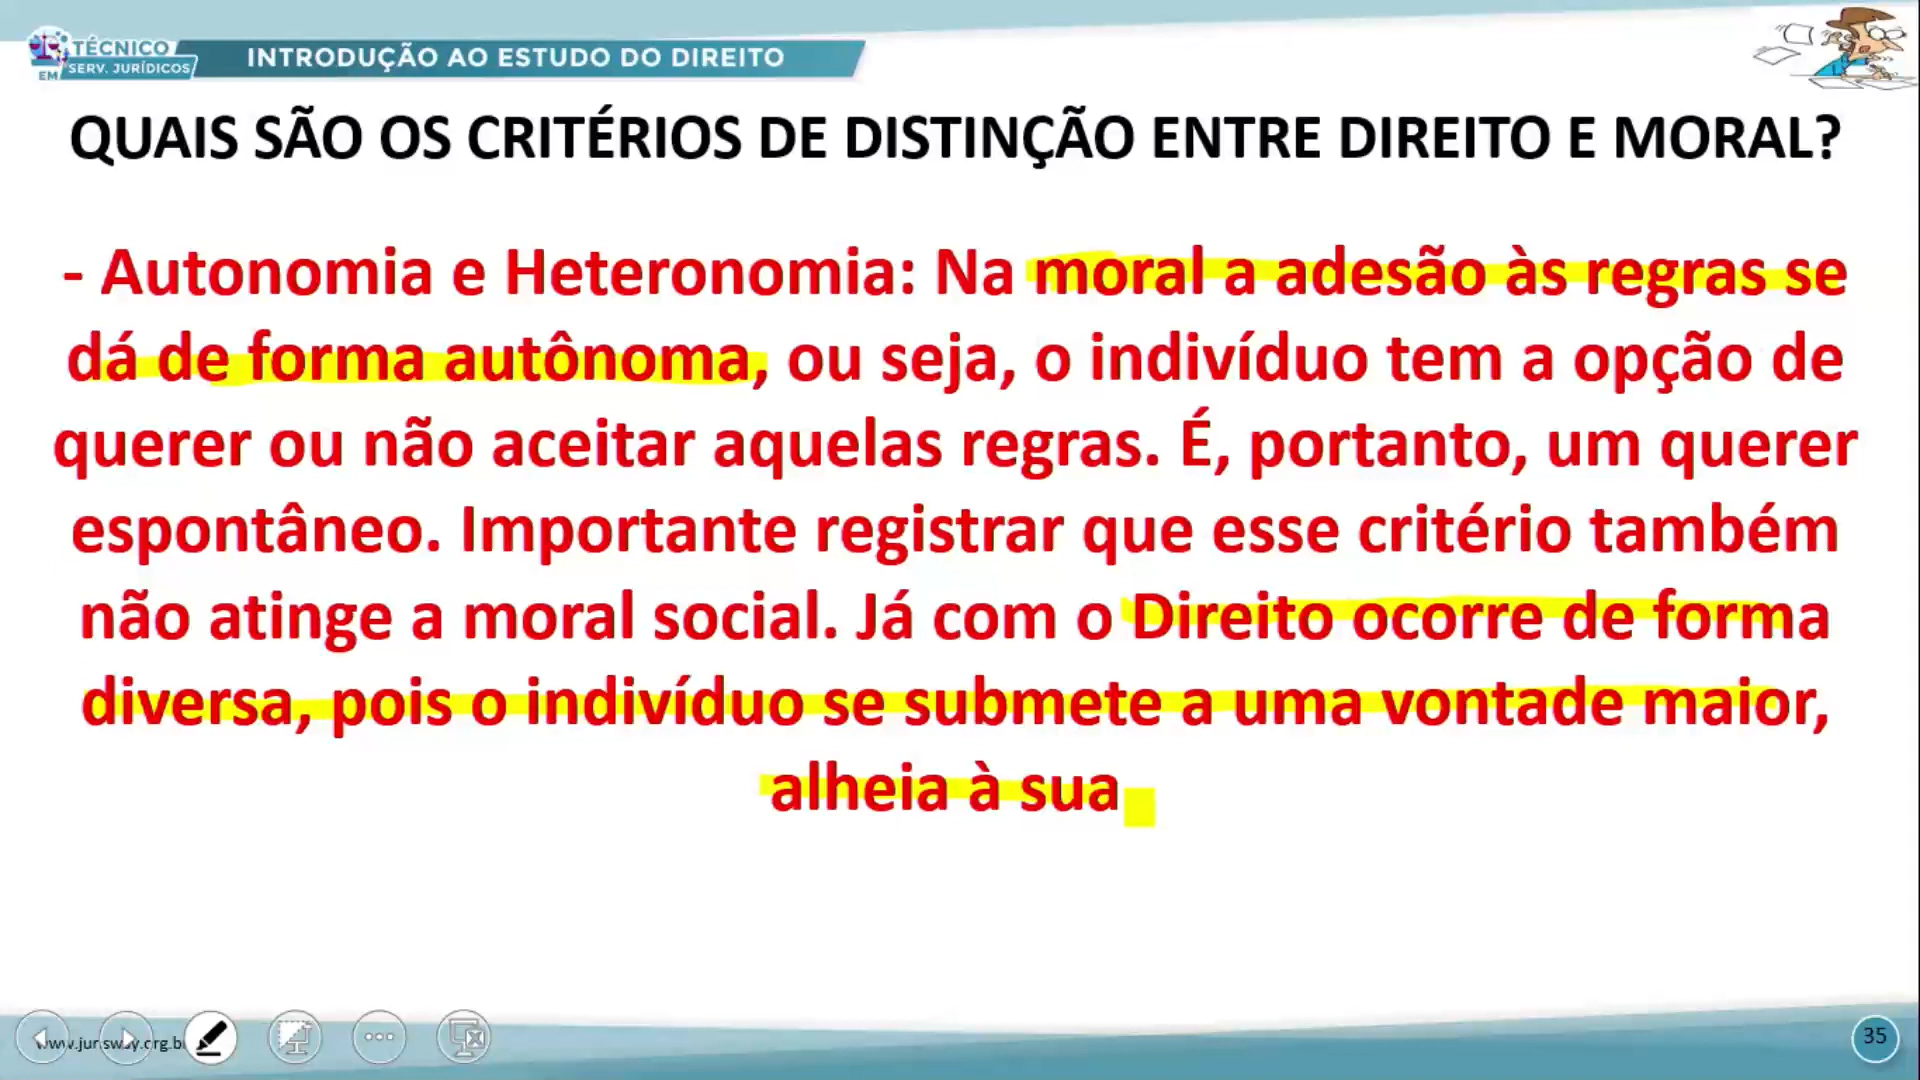 TÉCNICO
EM SERV. JURÍDICOS
INTRODUÇÃO AO ESTUDO DO DIREITO
QUAIS SÃO OS CRITÉRIOS DE DISTINÇÃO ENTRE DIREITO E MORAL?
- Autonomia e Heteronomia: Na moral a adesão às regras se
dá de forma autônoma, ou seja, o indivíduo tem a opção de
querer ou não aceitar aquelas regras. É, portanto, um querer
espontâneo. Importante registrar que esse critério também
não atinge a moral social. Já com o Direito ocorre de forma
diversa, pois o indivíduo se submete a uma vontade maior,
alheia à sua
35